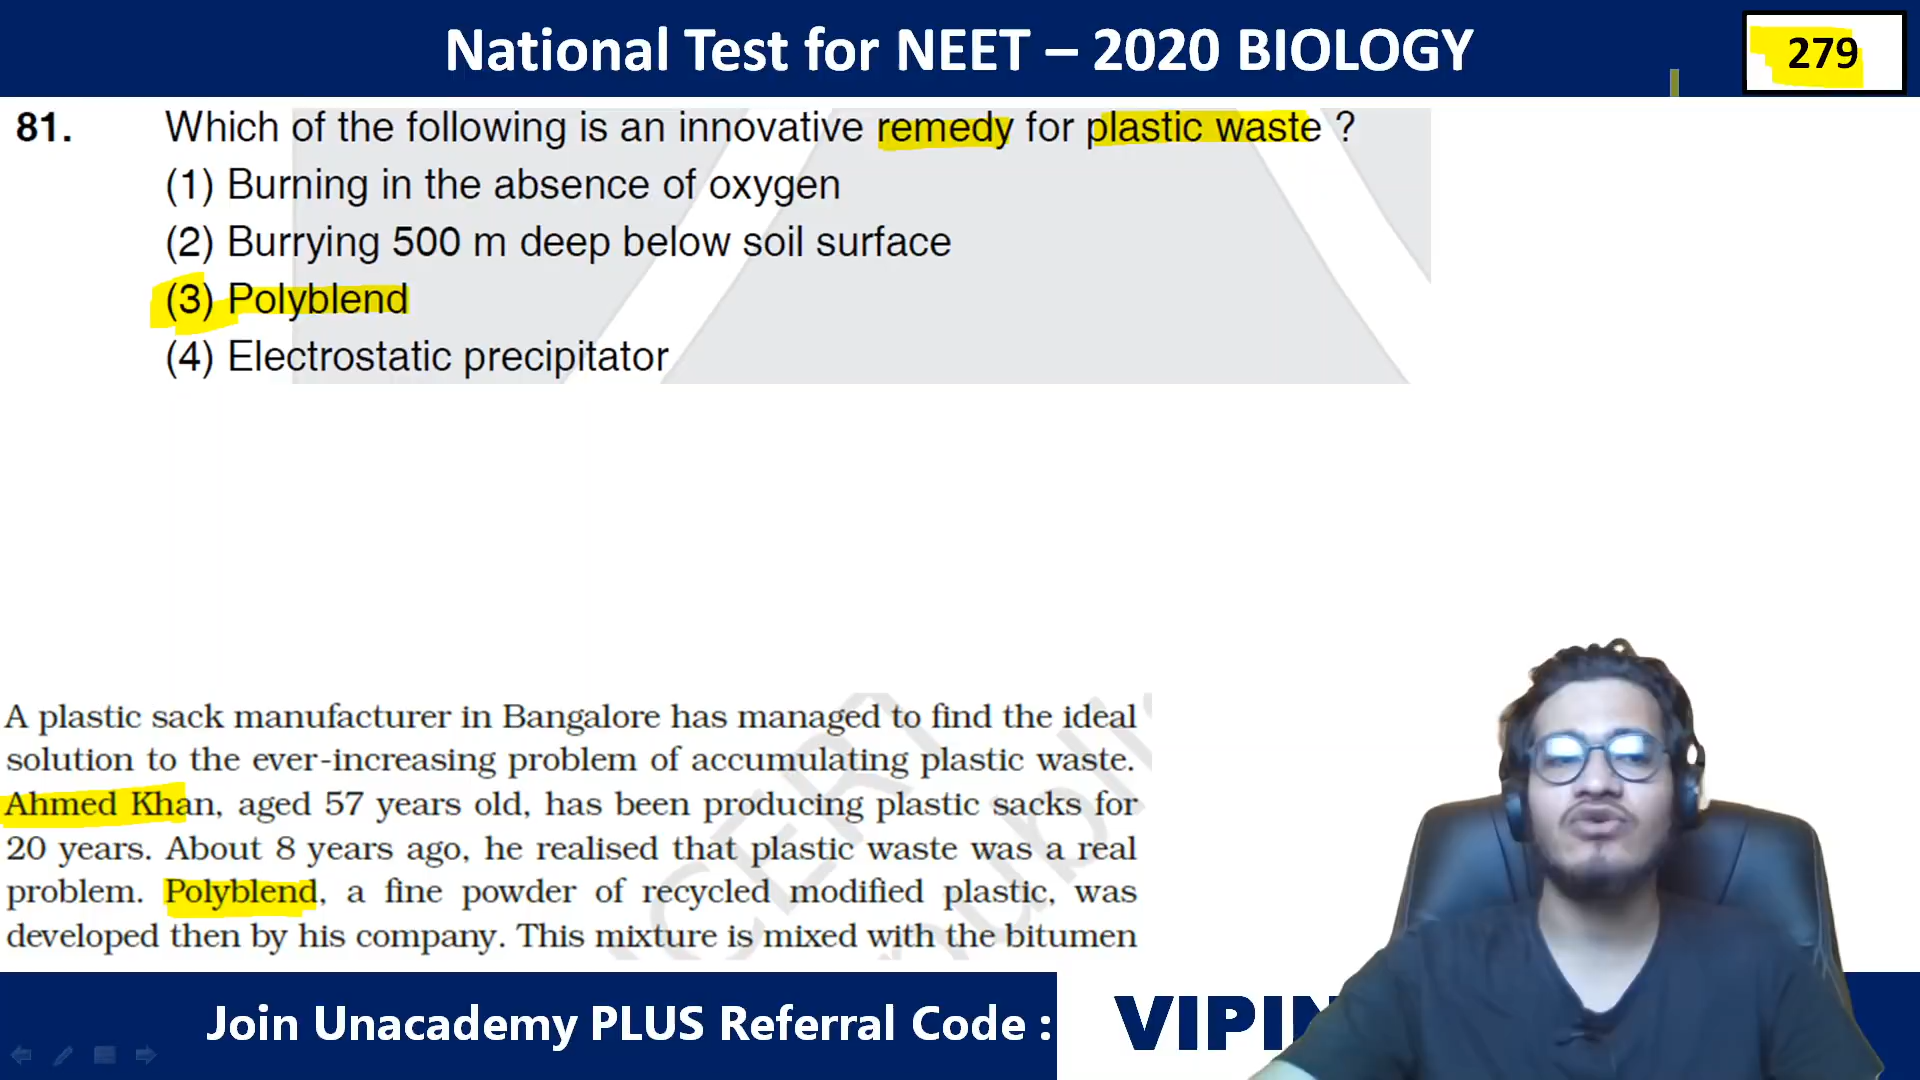 National Test for NEET – 2020 BIOLOGY
279
81. Which of the following is an innovative remedy for plastic waste ?
(1) Burning in the absence of oxygen
(2) Burrying 500 m deep below soil surface
(3) Polyblend
(4) Electrostatic precipitator
A plastic sack manufacturer in Bangalore has managed to find the ideal
solution to the ever-increasing problem of accumulating plastic waste.
Ahmed Khan, aged 57 years old, has been producing plastic sacks for
20 years. About 8 years ago, he realised that plastic waste was a real
problem. Polyblend, a fine powder of recycled modified plastic, was
developed then by his company. This mixture is mixed with the bitumen
Join Unacademy PLUS Referral Code :
VIPIN